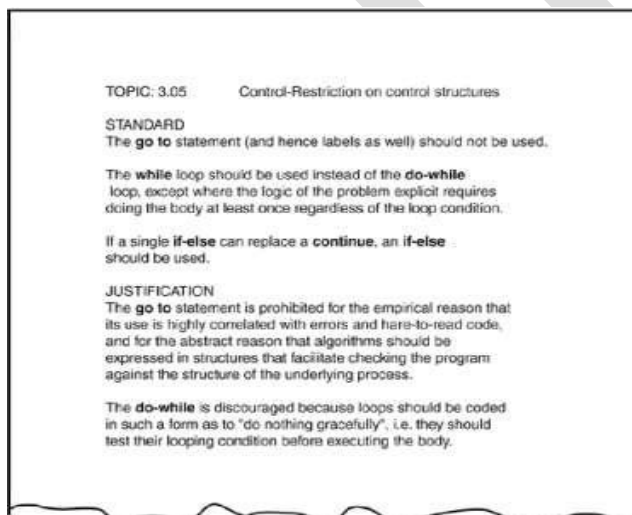 TOPIC: 3.05 Control-Restriction on control structures
STANDARD
The go to statement (and hence labels as well) should not be used.
The while loop should be used instead of the do-while
loop, except where the logic of the problem explicit requires
doing the body at least once regardless of the loop condition.
If a single if-else can replace a continue, an if-else
should be used.
JUSTIFICATION
The go to statement is prohibited for the empirical reason that
its use is highly correlated with errors and hare-to-read code,
and for the abstract reason that algorithms should be
expressed in structures that facilitate checking the program
against the structure of the underlying process.
The do-while is discouraged because loops should be coded
in such a form as to "do nothing gracefully", i.e. they should
test their looping condition before executing the body.